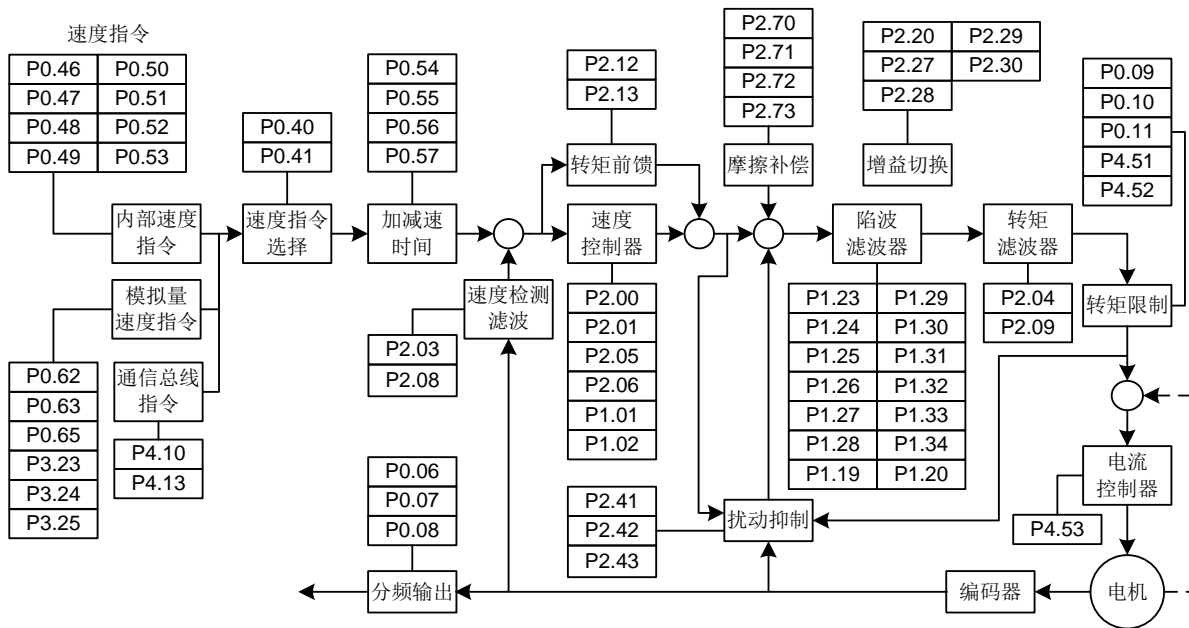 速度指令
P0.46 P0.50
P0.47 P0.51
P0.48 P0.52
P0.49 P0.53
内部速度
指令
模拟量
速度指令
P0.62
P0.63
P0.65
P3.23
P3.24
P3.25
通信总线
指令
P4.10
P4.13
P0.40
P0.41
速度指令
选择
P0.54
P0.55
P0.56
P0.57
加减速
时间
P2.12
P2.13
转矩前馈
速度
控制器
P2.00
P2.01
P2.05
P2.06
P1.01
P1.02
速度检测
滤波
P2.03
P2.08
P2.70
P2.71
P2.72
P2.73
摩擦补偿
P2.20 P2.29
P2.27 P2.30
P2.28
增益切换
陷波
滤波器
P1.23 P1.29
P1.24 P1.30
P1.25 P1.31
P1.26 P1.32
P1.27 P1.33
P1.28 P1.34
P1.19 P1.20
转矩
滤波器
P2.04
P2.09
P0.09
P0.10
P0.11
P4.51
P4.52
转矩限制
电流
控制器
P4.53
P2.41
P2.42
P2.43
扰动抑制
P0.06
P0.07
P0.08
分频输出
编码器
电机